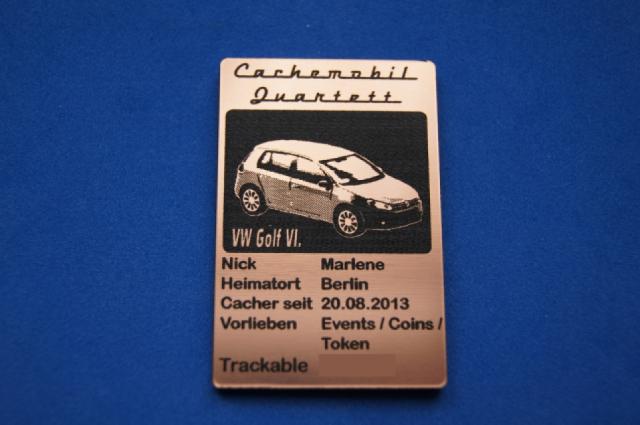 Cachemobil
Quartett
VW Golf VI.
Nick Marlene
Heimatort Berlin
Cacher seit 20.08.2013
Vorlieben Events / Coins /
Token
Trackable